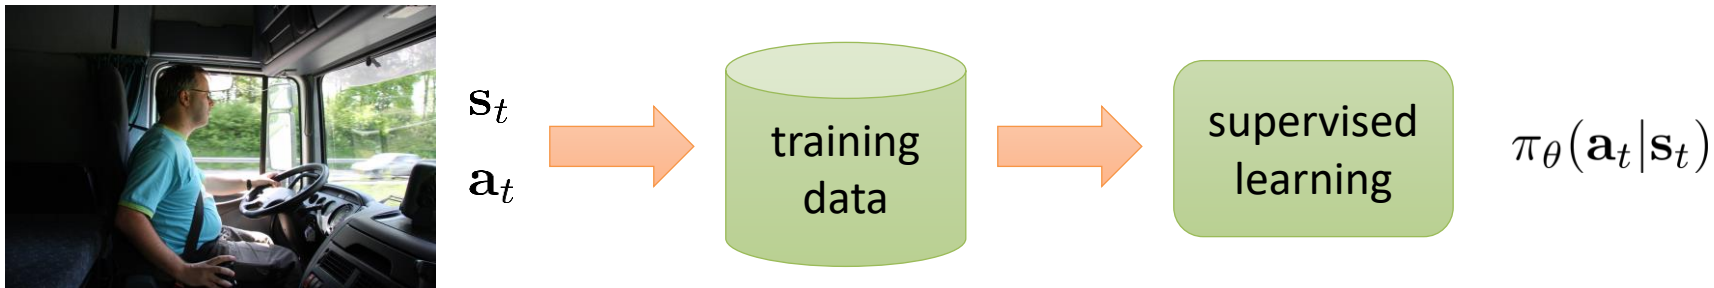 s_t
a_t
training
data
supervised
learning
π_θ(a_t|s_t)